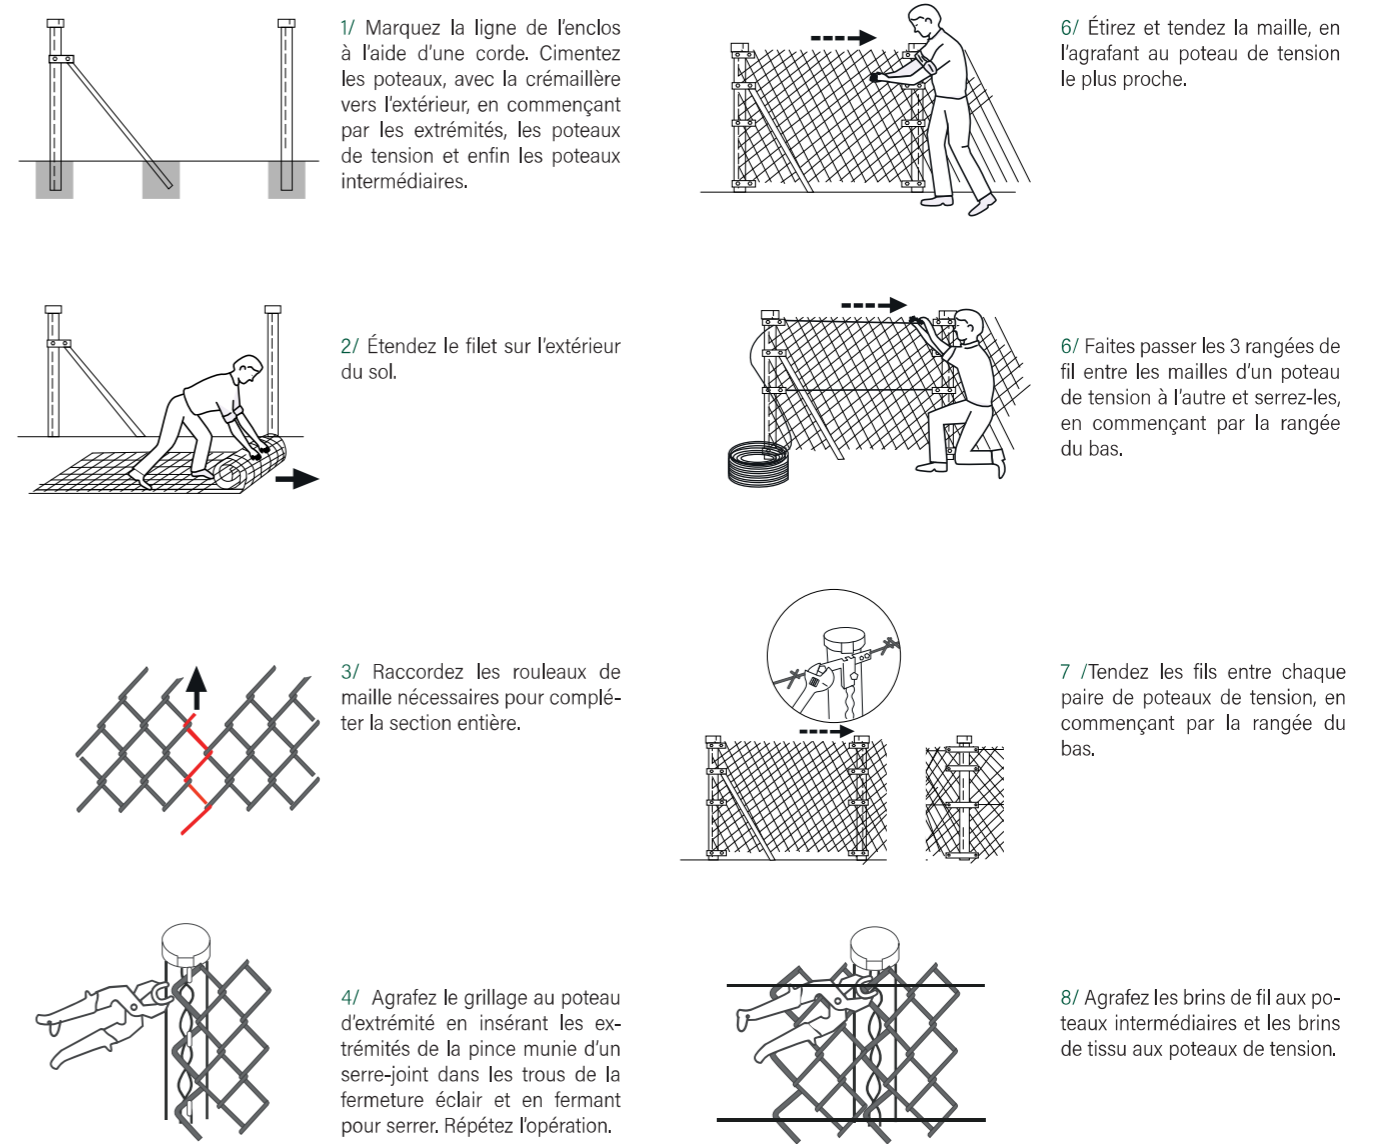 1/ Marquez la ligne de l'enclos
à l'aide d'une corde. Cimentez
les poteaux, avec la crémaillère
vers l'extérieur, en commençant
par les extrémités, les poteaux
de tension et enfin les poteaux
intermédiaires.
2/ Étendez le filet sur l'extérieur
du sol.
3/ Raccordez les rouleaux de
maille nécessaires pour complé-
ter la section entière.
4/ Agrafez le grillage au poteau
d'extrémité en insérant les ex-
trémités de la pince munie d'un
serre-joint dans les trous de la
fermeture éclair et en fermant
pour serrer. Répétez l'opération.
6/ Étirez et tendez la maille, en
l'agrafant au poteau de tension
le plus proche.
6/ Faites passer les 3 rangées de
fil entre les mailles d'un poteau
de tension à l'autre et serrez-les,
en commençant par la rangée
du bas.
7 /Tendez les fils entre chaque
paire de poteaux de tension, en
commençant par la rangée du
bas.
8/ Agrafez les brins de fil aux po-
teaux intermédiaires et les brins
de tissu aux poteaux de tension.